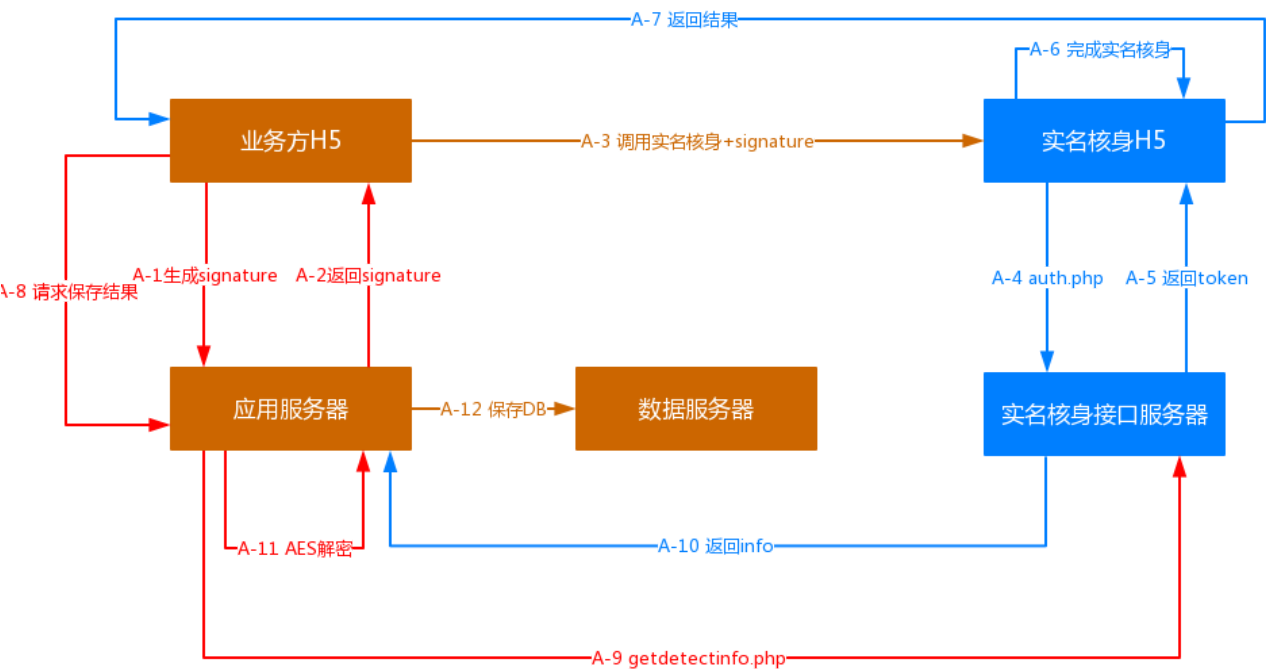 A-7 返回结果
A-6 完成实名核身
业务方H5
A-3 调用实名核身+signature
实名核身H5
A-1生成signature
A-2返回signature
A-8 请求保存结果
A-4 auth.php
A-5 返回token
应用服务器
A-12 保存DB
数据服务器
实名核身接口服务器
A-11 AES解密
A-10 返回info
A-9 getdetectinfo.php